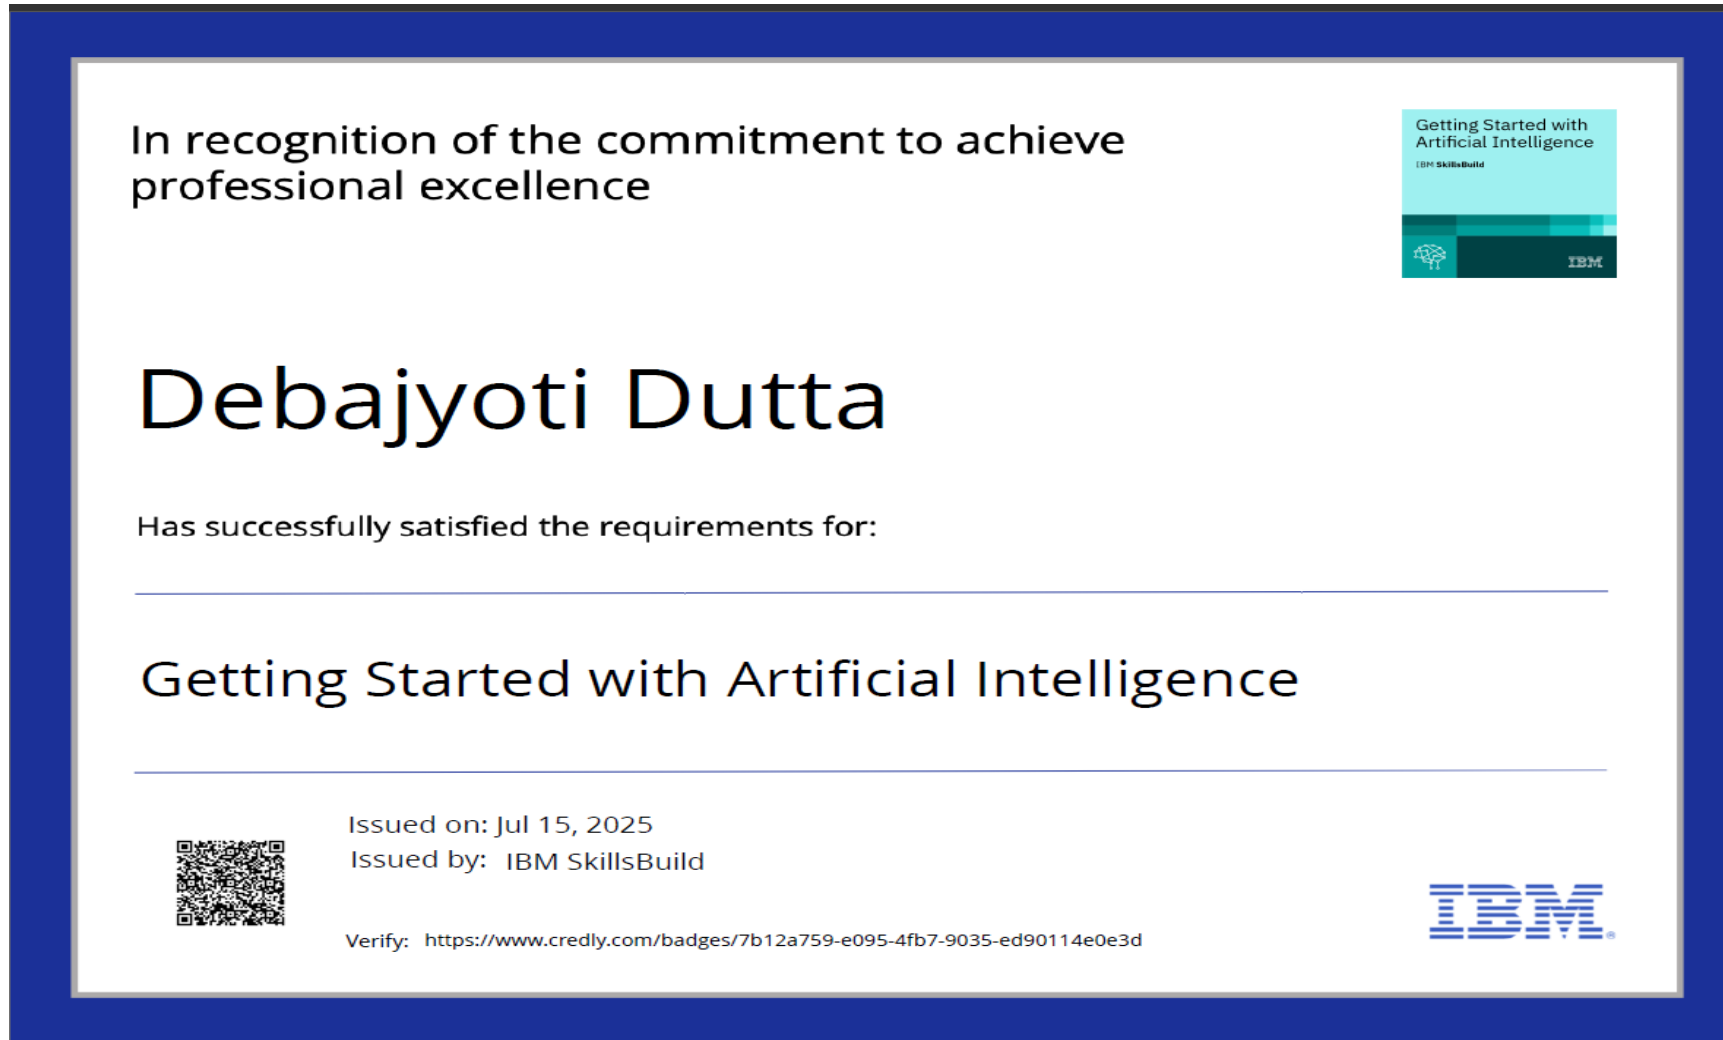 In recognition of the commitment to achieve
professional excellence
Getting Started with
Artificial Intelligence
IBM SkillsBuild
IBM
Debajyoti Dutta
Has successfully satisfied the requirements for:
Getting Started with Artificial Intelligence
Issued on: Jul 15, 2025
Issued by: IBM SkillsBuild
Verify: https://www.credly.com/badges/7b12a759-e095-4fb7-9035-ed90114e0e3d
IBM®